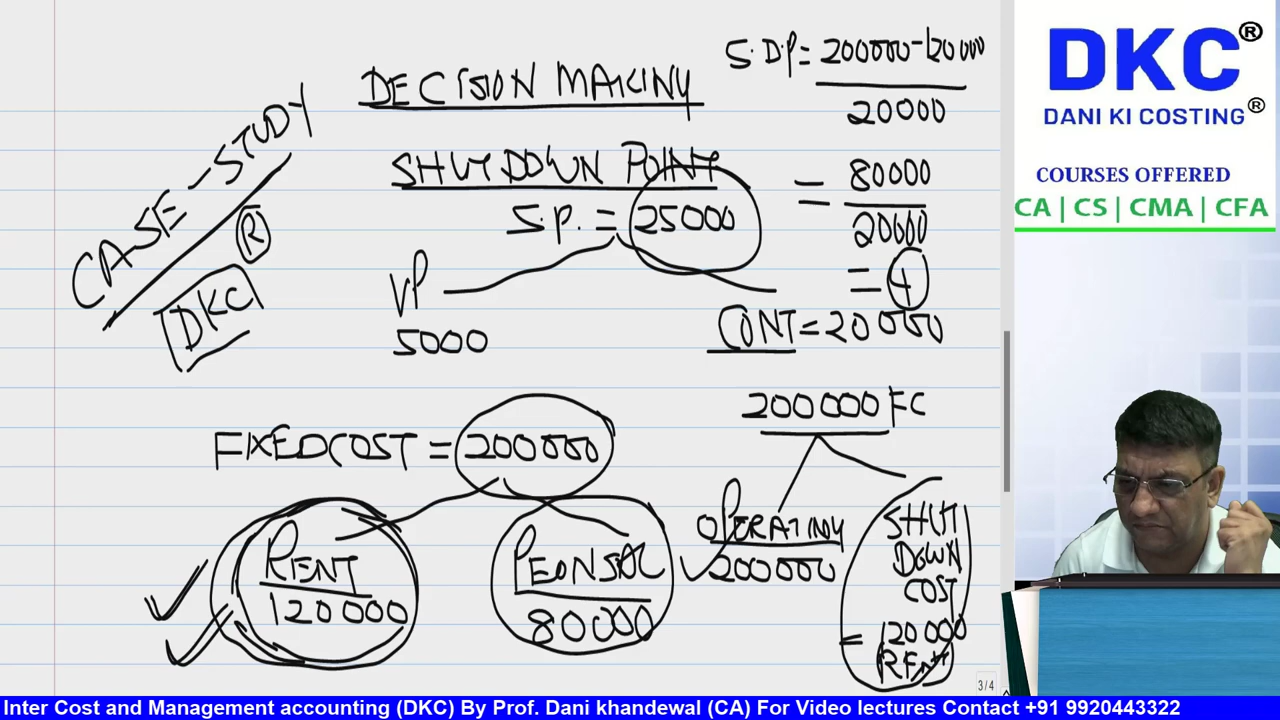 DECISION MAKING
CASE-STUDY
®
DKC
SHUTDOWN POINT
S.P. = 25000
VP
5000
CONT = 20000
S.D.P = 200000-120000
20000
= 80000
20000
= 4
FIXED COST = 200000
RENT
120000
PEON SAL
80000
200000 FC
OPERATING
200000
SHUT
DOWN
COST
= 120000
RENT
3/4
DKC®
DANI KI COSTING®
COURSES OFFERED
CA | CS | CMA | CFA
Inter Cost and Management accounting (DKC) By Prof. Dani khandewal (CA) For Video lectures Contact +91 9920443322